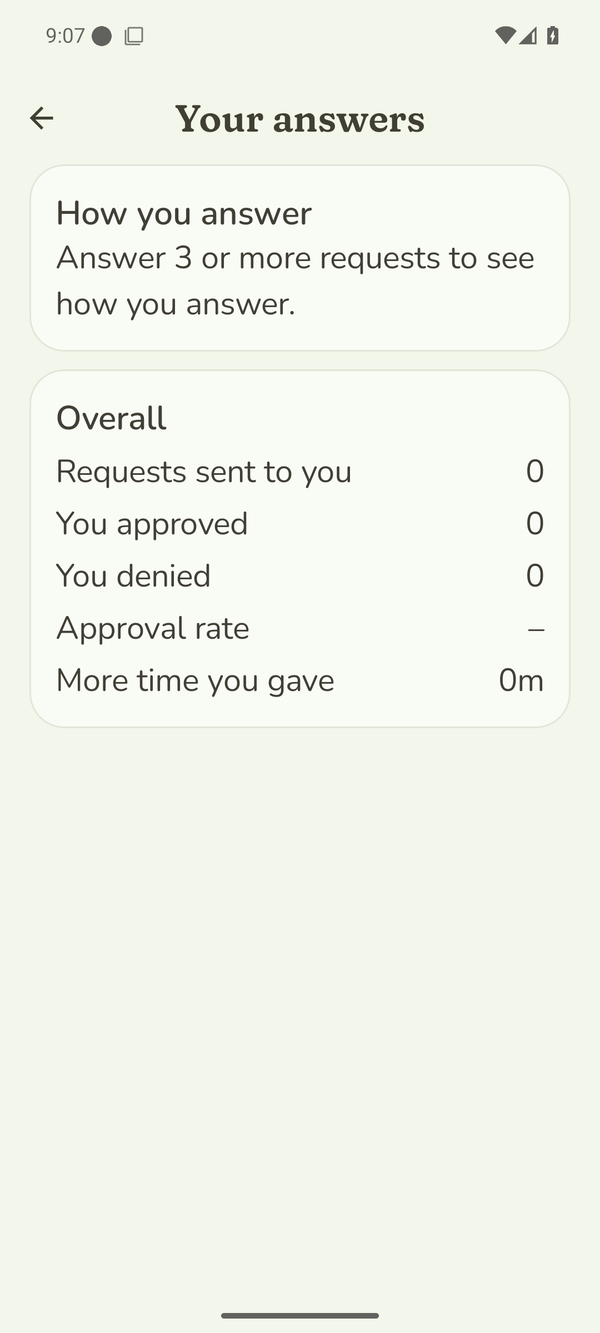 9:07
Your answers
How you answer
Answer 3 or more requests to see
how you answer.
Overall
Requests sent to you 0
You approved 0
You denied 0
Approval rate –
More time you gave 0m